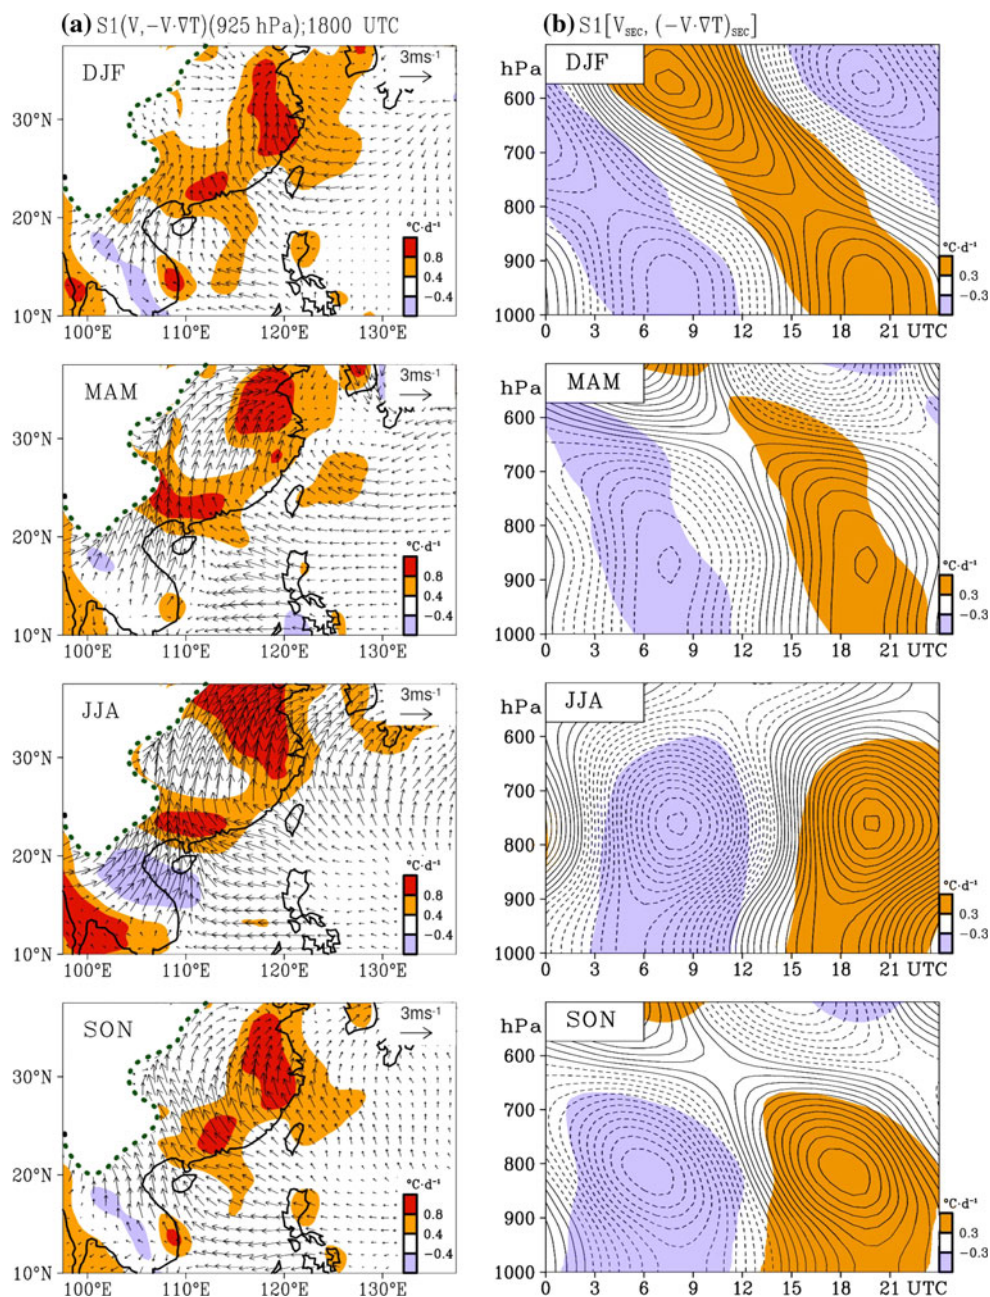 (a) S1(V,−V·∇T)(925 hPa);1800 UTC
(b) S1[V_SEC, (−V·∇T)_SEC]
DJF
3ms⁻¹
30°N
20°N
10°N
100°E
110°E
120°E
130°E
°C·d⁻¹
0.8
0.4
−0.4
hPa
DJF
600
700
800
900
1000
0
3
6
9
12
15
18
21
UTC
°C·d⁻¹
0.3
−0.3
MAM
3ms⁻¹
30°N
20°N
10°N
100°E
110°E
120°E
130°E
°C·d⁻¹
0.8
0.4
−0.4
hPa
MAM
600
700
800
900
1000
0
3
6
9
12
15
18
21
UTC
°C·d⁻¹
0.3
−0.3
JJA
3ms⁻¹
30°N
20°N
10°N
100°E
110°E
120°E
130°E
°C·d⁻¹
0.8
0.4
−0.4
hPa
JJA
600
700
800
900
1000
0
3
6
9
12
15
18
21
UTC
°C·d⁻¹
0.3
−0.3
SON
3ms⁻¹
30°N
20°N
10°N
100°E
110°E
120°E
130°E
°C·d⁻¹
0.8
0.4
−0.4
hPa
SON
600
700
800
900
1000
0
3
6
9
12
15
18
21
UTC
°C·d⁻¹
0.3
−0.3